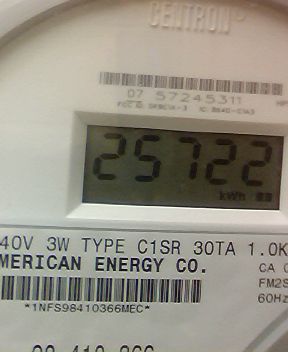 CENTRON
07 57245311
25722
kWh
40V 3W TYPE C1SR 30TA 1.0K
MERICAN ENERGY CO.
CA
FM2S
60Hz
*1NFS98410366MEC*